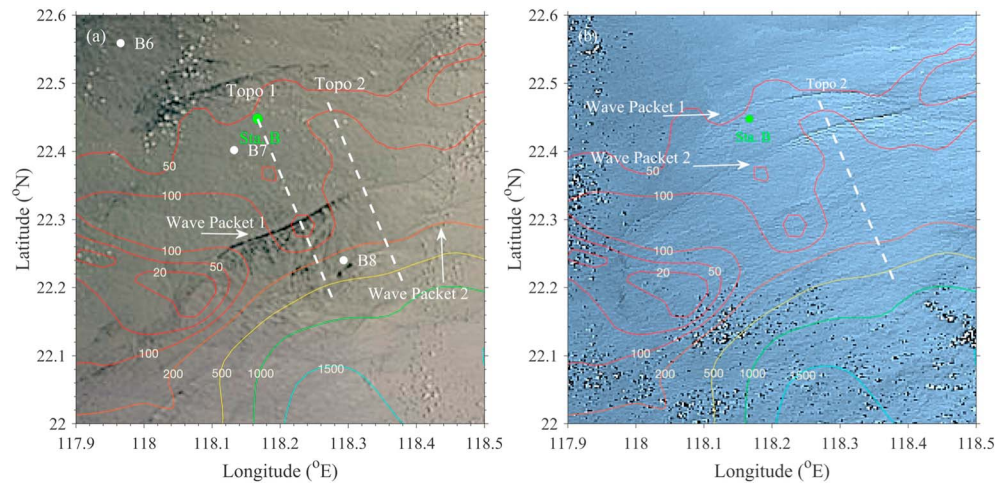 (a)
B6
Topo 1
Topo 2
Sta. B
B7
50
100
Wave Packet 1
100
20
50
B8
Wave Packet 2
100
200
500
1000
1500
22.6
22.5
22.4
22.3
22.2
22.1
22
Latitude (°N)
117.9
118
118.1
118.2
118.3
118.4
118.5
Longitude (°E)
(b)
Topo 2
Wave Packet 1
Sta. B
Wave Packet 2
50
100
100
20
50
100
200
500
1000
1500
22.6
22.5
22.4
22.3
22.2
22.1
22
Latitude (°N)
117.9
118
118.1
118.2
118.3
118.4
118.5
Longitude (°E)